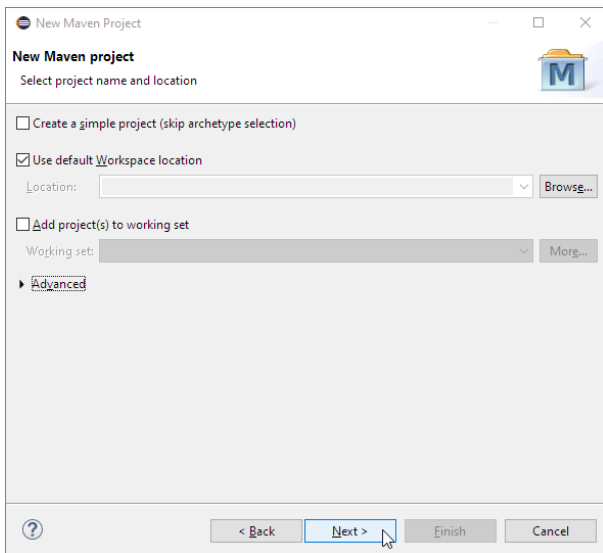 New Maven Project
New Maven project
Select project name and location
M
Create a simple project (skip archetype selection)
Use default Workspace location
Location:
Browse...
Add project(s) to working set
Working set:
More...
Advanced
?
< Back
Next >
Finish
Cancel